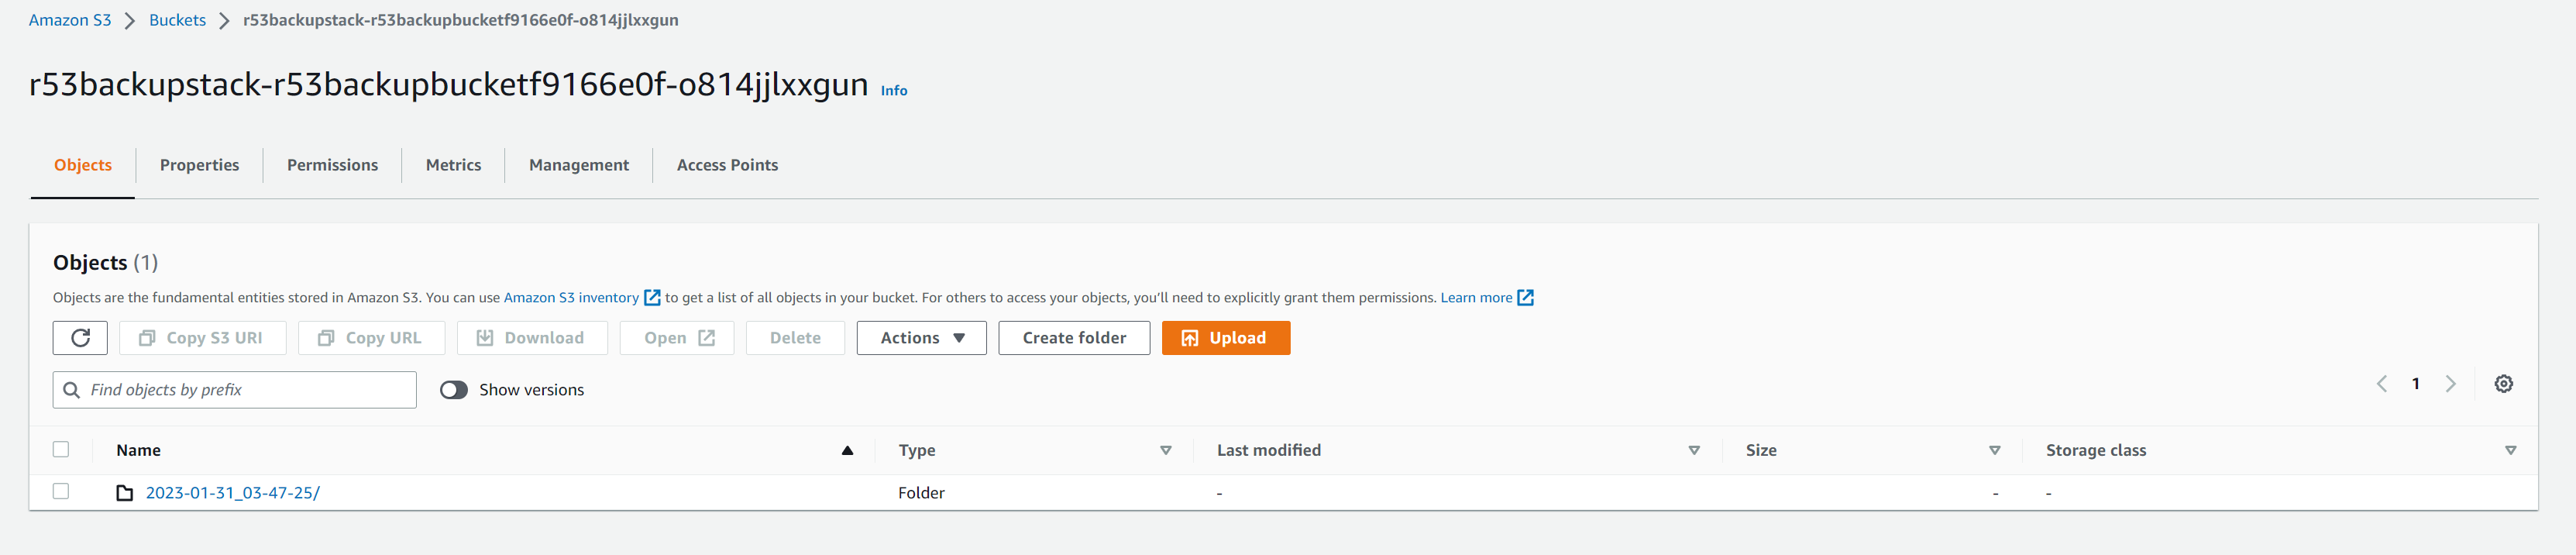 Amazon S3 > Buckets > r53backupstack-r53backupbucketf9166e0f-o814jjlxxgun
r53backupstack-r53backupbucketf9166e0f-o814jjlxxgun Info
Objects Properties Permissions Metrics Management Access Points
Objects (1)
Objects are the fundamental entities stored in Amazon S3. You can use Amazon S3 inventory to get a list of all objects in your bucket. For others to access your objects, you'll need to explicitly grant them permissions. Learn more
Copy S3 URI Copy URL Download Open Delete Actions Create folder Upload
Find objects by prefix Show versions 1
Name Type Last modified Size Storage class
2023-01-31_03-47-25/ Folder - - -